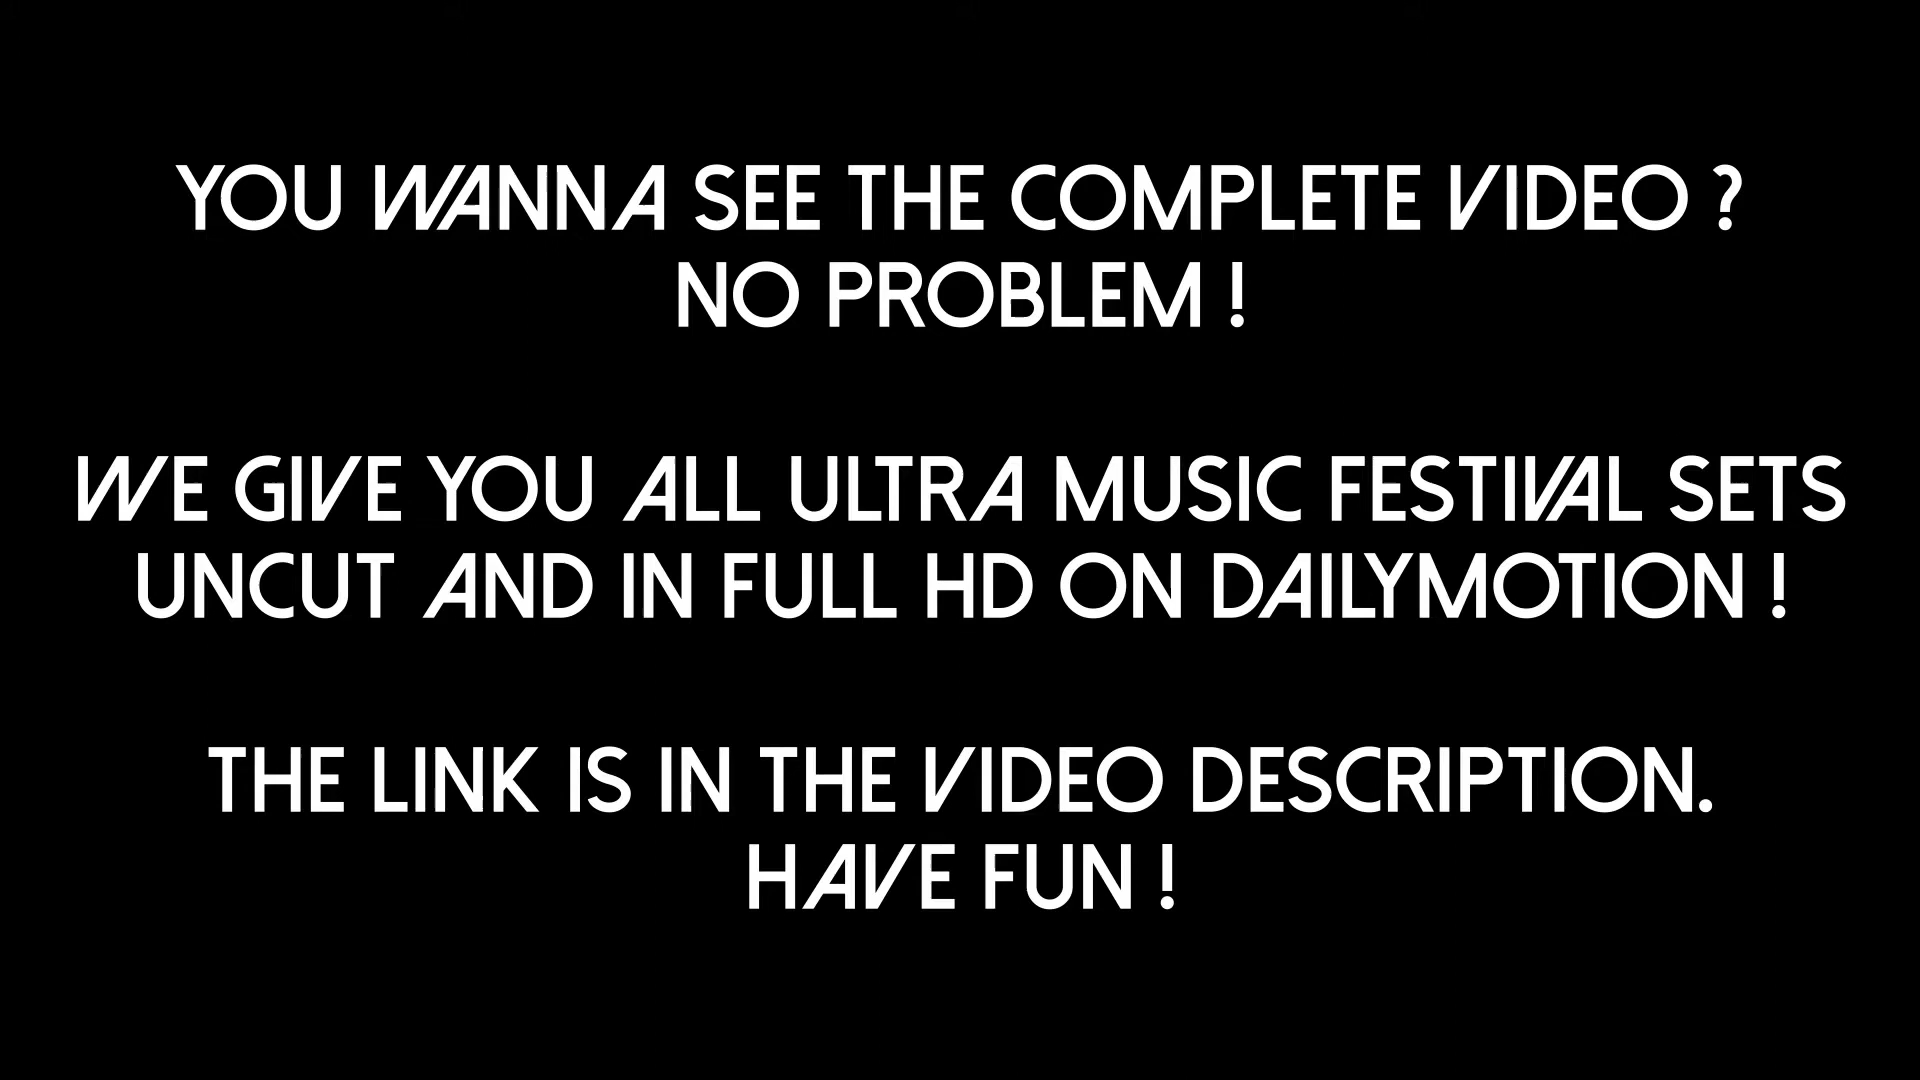 YOU WANNA SEE THE COMPLETE VIDEO ?
NO PROBLEM !
WE GIVE YOU ALL ULTRA MUSIC FESTIVAL SETS
UNCUT AND IN FULL HD ON DAILYMOTION !
THE LINK IS IN THE VIDEO DESCRIPTION.
HAVE FUN !